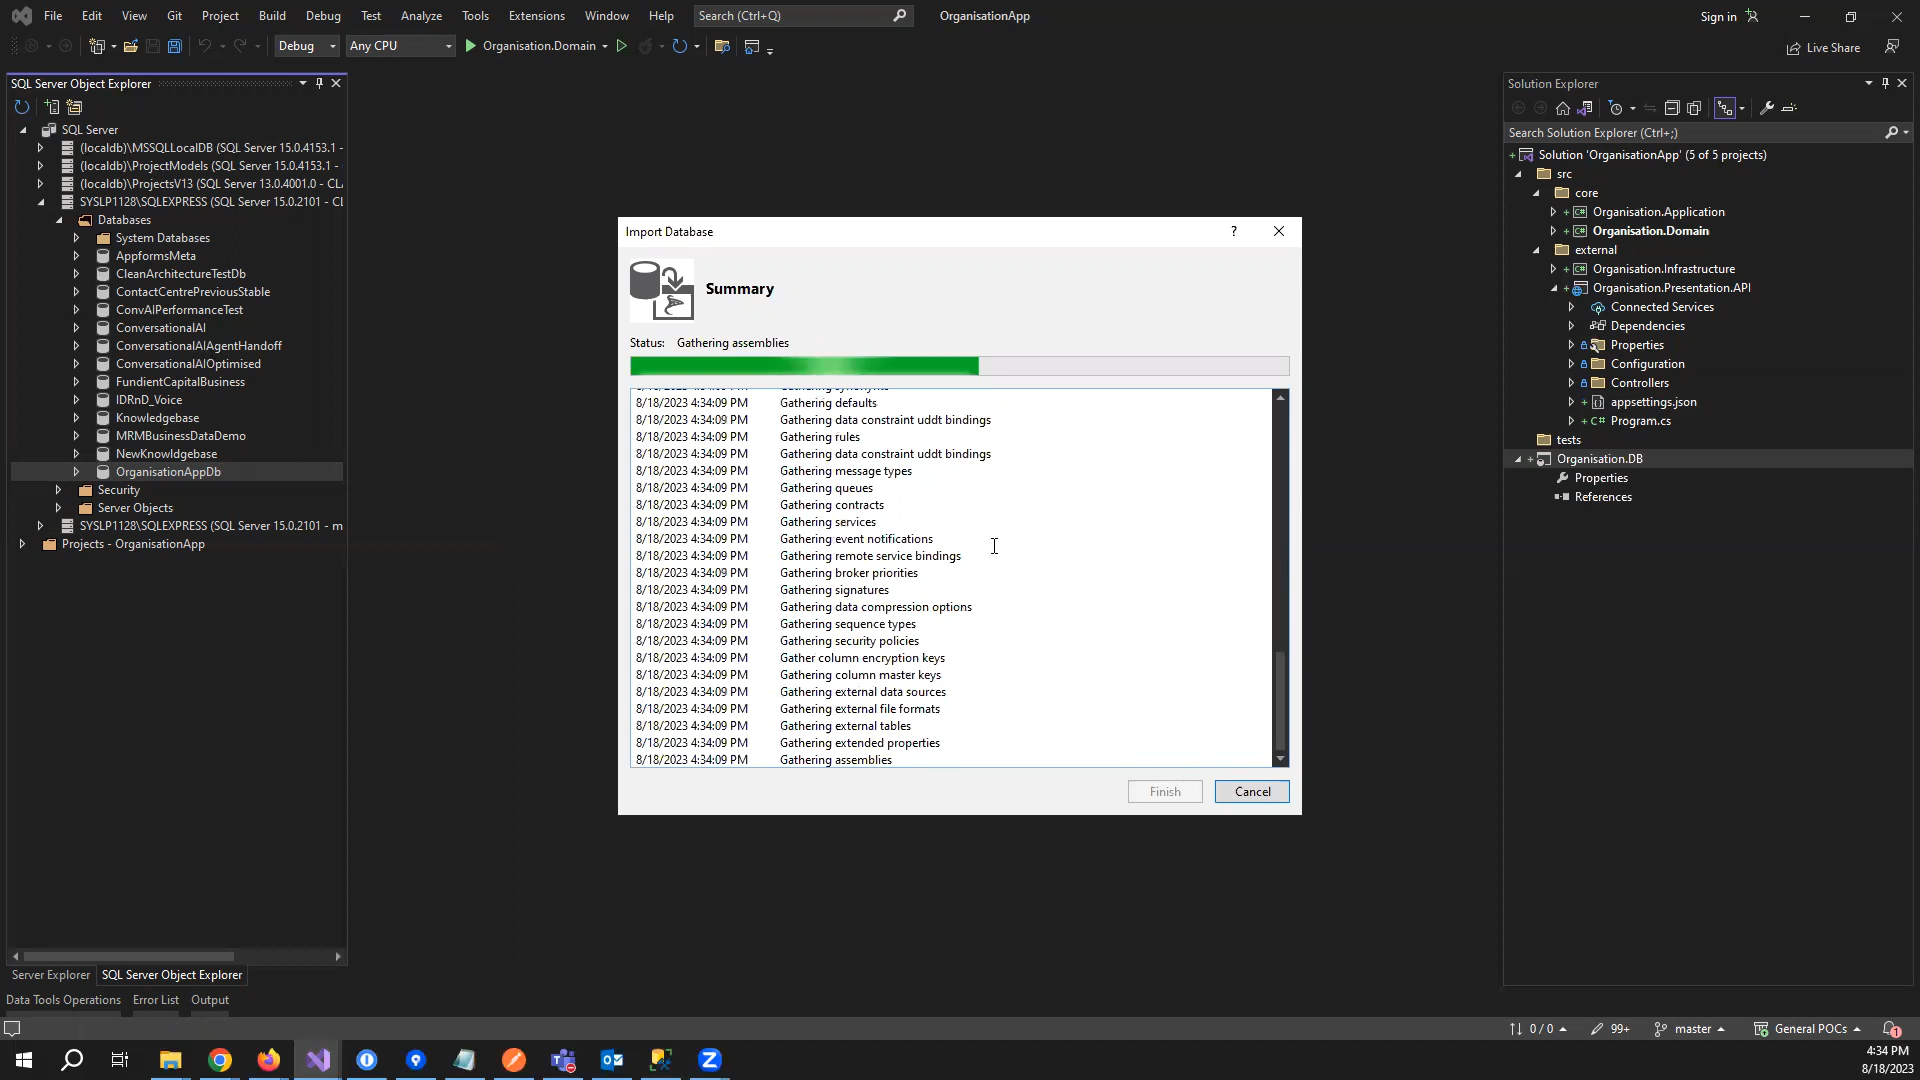 File Edit View Git Project Build Debug Test Analyze Tools Extensions Window Help Search (Ctrl+Q) OrganisationApp Sign in
Debug Any CPU Organisation.Domain Live Share
SQL Server Object Explorer
SQL Server
(localdb)\MSSQLLocalDB (SQL Server 15.0.4153.1 -
(localdb)\ProjectModels (SQL Server 15.0.4153.1 -
(localdb)\ProjectsV13 (SQL Server 13.0.4001.0 - CLA
SYSLP1128\SQLEXPRESS (SQL Server 15.0.2101 - CL
Databases
System Databases
AppformsMeta
CleanArchitectureTestDb
ContactCentrePreviousStable
ConvAIPerformanceTest
ConversationalAI
ConversationalAIAgentHandoff
ConversationalAIOptimised
FundientCapitalBusiness
IDRnD_Voice
Knowledgebase
MRMBusinessDataDemo
NewKnowldgebase
OrganisationAppDb
Security
Server Objects
SYSLP1128\SQLEXPRESS (SQL Server 15.0.2101 - m
Projects - OrganisationApp
Server Explorer SQL Server Object Explorer
Data Tools Operations Error List Output
Import Database ?
Summary
Status: Gathering assemblies
8/18/2023 4:34:09 PM Gathering synonyms
8/18/2023 4:34:09 PM Gathering defaults
8/18/2023 4:34:09 PM Gathering data constraint uddt bindings
8/18/2023 4:34:09 PM Gathering rules
8/18/2023 4:34:09 PM Gathering data constraint uddt bindings
8/18/2023 4:34:09 PM Gathering message types
8/18/2023 4:34:09 PM Gathering queues
8/18/2023 4:34:09 PM Gathering contracts
8/18/2023 4:34:09 PM Gathering services
8/18/2023 4:34:09 PM Gathering event notifications
8/18/2023 4:34:09 PM Gathering remote service bindings
8/18/2023 4:34:09 PM Gathering broker priorities
8/18/2023 4:34:09 PM Gathering signatures
8/18/2023 4:34:09 PM Gathering data compression options
8/18/2023 4:34:09 PM Gathering sequence types
8/18/2023 4:34:09 PM Gathering security policies
8/18/2023 4:34:09 PM Gather column encryption keys
8/18/2023 4:34:09 PM Gathering column master keys
8/18/2023 4:34:09 PM Gathering external data sources
8/18/2023 4:34:09 PM Gathering external file formats
8/18/2023 4:34:09 PM Gathering external tables
8/18/2023 4:34:09 PM Gathering extended properties
8/18/2023 4:34:09 PM Gathering assemblies
Finish Cancel
Solution Explorer
Search Solution Explorer (Ctrl+;)
Solution 'OrganisationApp' (5 of 5 projects)
src
core
Organisation.Application
Organisation.Domain
external
Organisation.Infrastructure
Organisation.Presentation.API
Connected Services
Dependencies
Properties
Configuration
Controllers
appsettings.json
Program.cs
tests
Organisation.DB
Properties
References
0 / 0 99+ master General POCs 1
4:34 PM
8/18/2023